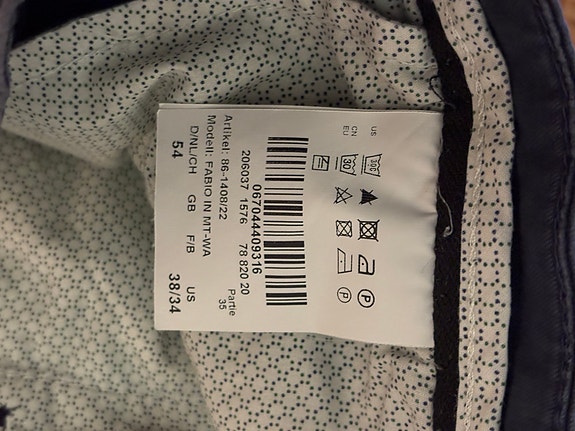 US
CN
EU
30C
30
067044409316
206037 1576 78 820 20
Partie
35
Artikel: 86-1408/22
Modell: FABIO IN MT-WA
D/NL/CH GB F/B US
54 38/34